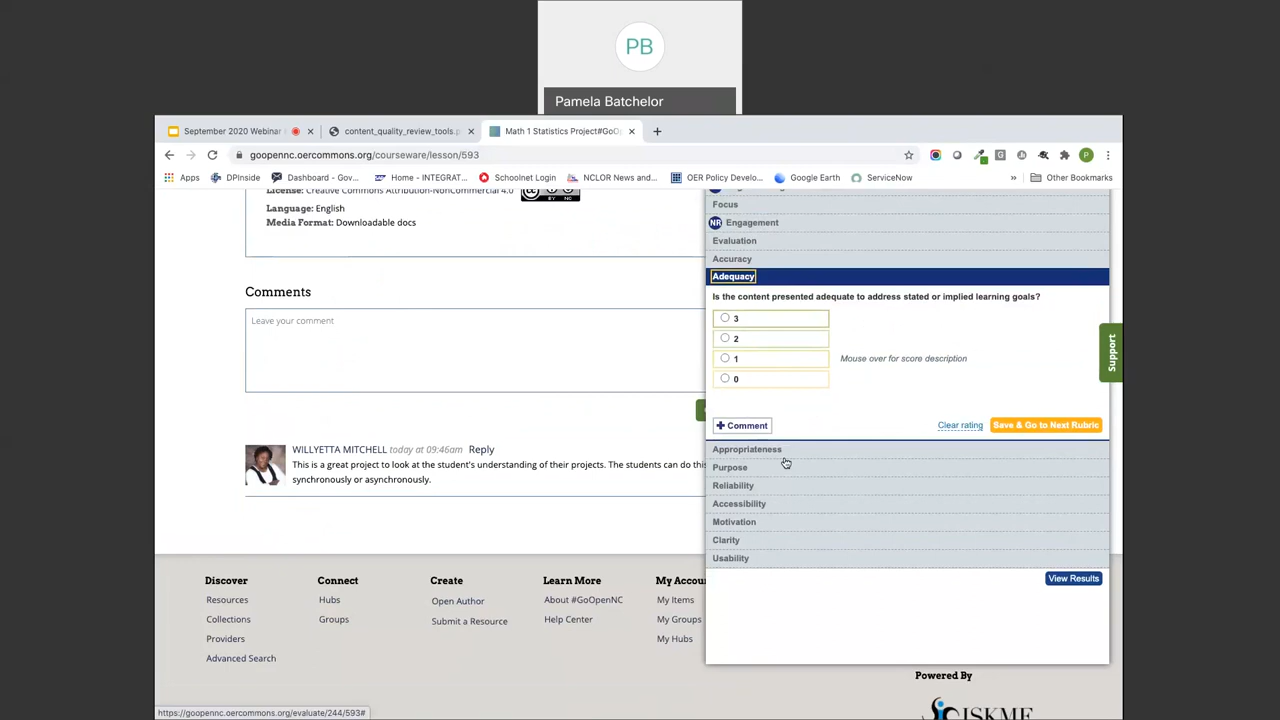 PB
Pamela Batchelor
September 2020 Webinar
content_quality_review_tools.p
Math 1 Statistics Project#GoO
goopennc.oercommons.org/courseware/lesson/593
P
Apps
DPInside
Dashboard - Gov...
Home - INTEGRAT...
Schoolnet Login
NCLOR News and...
OER Policy Develo...
Google Earth
ServiceNow
»
Other Bookmarks
License: Creative Commons Attribution-NonCommercial 4.0
BY NC
Language: English
Media Format: Downloadable docs
Comments
Leave your comment
WILLYETTA MITCHELL today at 09:46am Reply
This is a great project to look at the student's understanding of their projects. The students can do this
synchronously or asynchronously.
Focus
NR Engagement
Evaluation
Accuracy
Adequacy
Is the content presented adequate to address stated or implied learning goals?
3
2
1
Mouse over for score description
0
+ Comment
Clear rating
Save & Go to Next Rubric
Appropriateness
Purpose
Reliability
Accessibility
Motivation
Clarity
Usability
View Results
Support
Discover
Resources
Collections
Providers
Advanced Search
Connect
Hubs
Groups
Create
Open Author
Submit a Resource
Learn More
About #GoOpenNC
Help Center
My Accou
My Items
My Groups
My Hubs
Powered By
ISKME
https://goopennc.oercommons.org/evaluate/244/593#